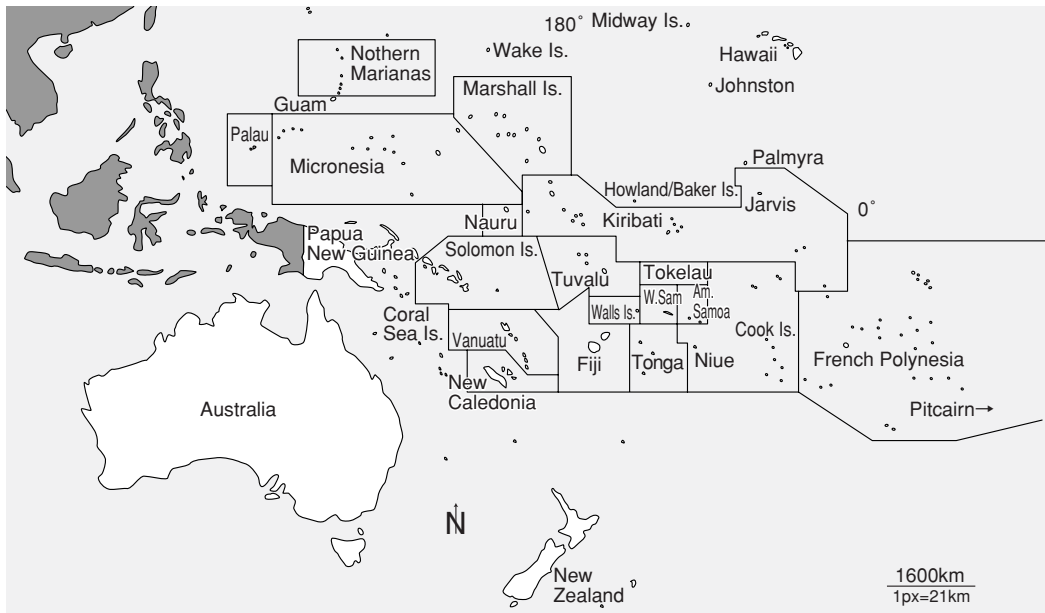 180° Midway Is.
Hawaii
Wake Is.
Johnston
Nothern
Marianas
Marshall Is.
Guam
Palau
Micronesia
Palmyra
Howland/Baker Is.
Jarvis
0°
Nauru
Kiribati
Papua
New Guinea
Solomon Is.
Tuvalu
Tokelau
W.Sam
Am.
Samoa
Walls Is.
Coral
Sea Is.
Vanuatu
Cook Is.
Fiji
Tonga
Niue
French Polynesia
New
Caledonia
Australia
Pitcairn→
N
New
Zealand
1600km
1px=21km